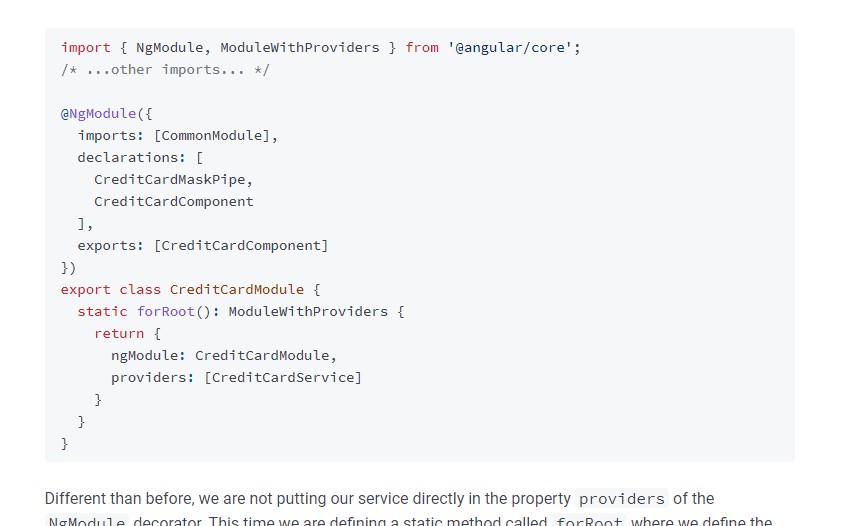 import { NgModule, ModuleWithProviders } from '@angular/core';
/* ...other imports... */
@NgModule({
  imports: [CommonModule],
  declarations: [
    CreditCardMaskPipe,
    CreditCardComponent
  ],
  exports: [CreditCardComponent]
})
export class CreditCardModule {
  static forRoot(): ModuleWithProviders {
    return {
      ngModule: CreditCardModule,
      providers: [CreditCardService]
    }
  }
}
Different than before, we are not putting our service directly in the property providers of the
NgModule decorator. This time we are defining a static method called forRoot where we define the